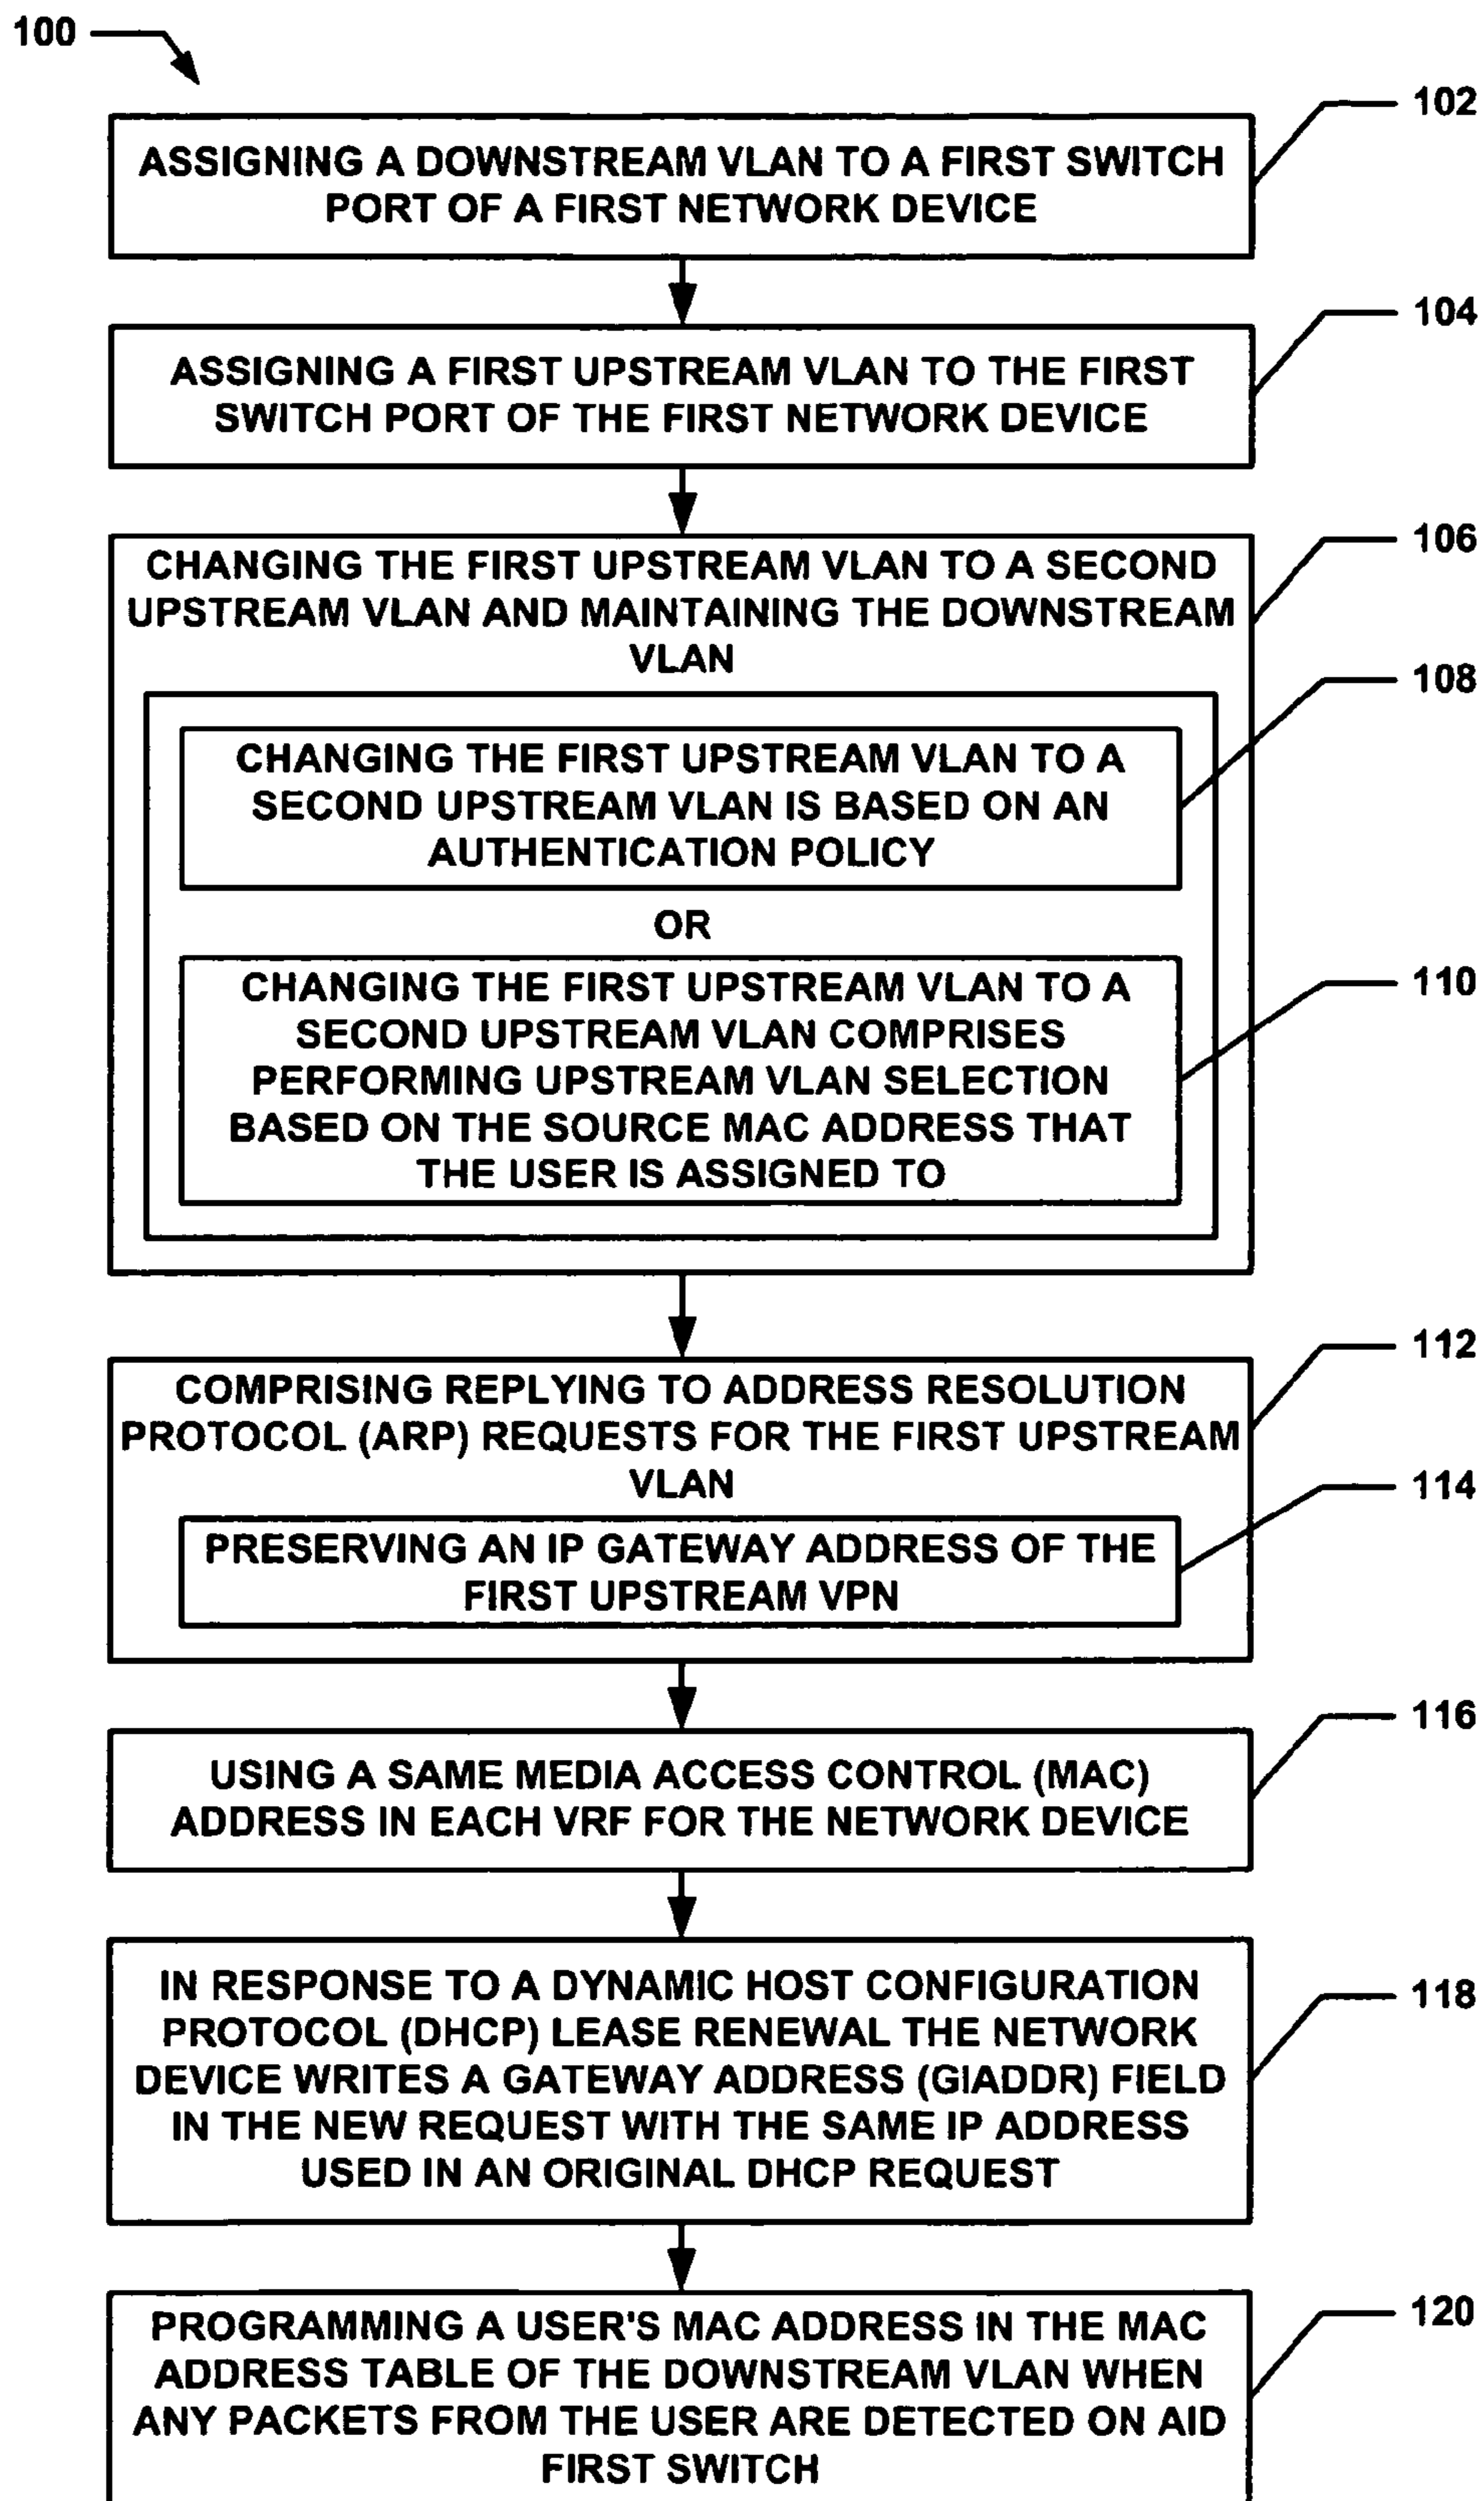 100
102
ASSIGNING A DOWNSTREAM VLAN TO A FIRST SWITCH
PORT OF A FIRST NETWORK DEVICE
104
ASSIGNING A FIRST UPSTREAM VLAN TO THE FIRST
SWITCH PORT OF THE FIRST NETWORK DEVICE
106
CHANGING THE FIRST UPSTREAM VLAN TO A SECOND
UPSTREAM VLAN AND MAINTAINING THE DOWNSTREAM
VLAN
108
CHANGING THE FIRST UPSTREAM VLAN TO A
SECOND UPSTREAM VLAN IS BASED ON AN
AUTHENTICATION POLICY
OR
110
CHANGING THE FIRST UPSTREAM VLAN TO A
SECOND UPSTREAM VLAN COMPRISES
PERFORMING UPSTREAM VLAN SELECTION
BASED ON THE SOURCE MAC ADDRESS THAT
THE USER IS ASSIGNED TO
112
COMPRISING REPLYING TO ADDRESS RESOLUTION
PROTOCOL (ARP) REQUESTS FOR THE FIRST UPSTREAM
VLAN
114
PRESERVING AN IP GATEWAY ADDRESS OF THE
FIRST UPSTREAM VPN
116
USING A SAME MEDIA ACCESS CONTROL (MAC)
ADDRESS IN EACH VRF FOR THE NETWORK DEVICE
118
IN RESPONSE TO A DYNAMIC HOST CONFIGURATION
PROTOCOL (DHCP) LEASE RENEWAL THE NETWORK
DEVICE WRITES A GATEWAY ADDRESS (GIADDR) FIELD
IN THE NEW REQUEST WITH THE SAME IP ADDRESS
USED IN AN ORIGINAL DHCP REQUEST
120
PROGRAMMING A USER'S MAC ADDRESS IN THE MAC
ADDRESS TABLE OF THE DOWNSTREAM VLAN WHEN
ANY PACKETS FROM THE USER ARE DETECTED ON AID
FIRST SWITCH